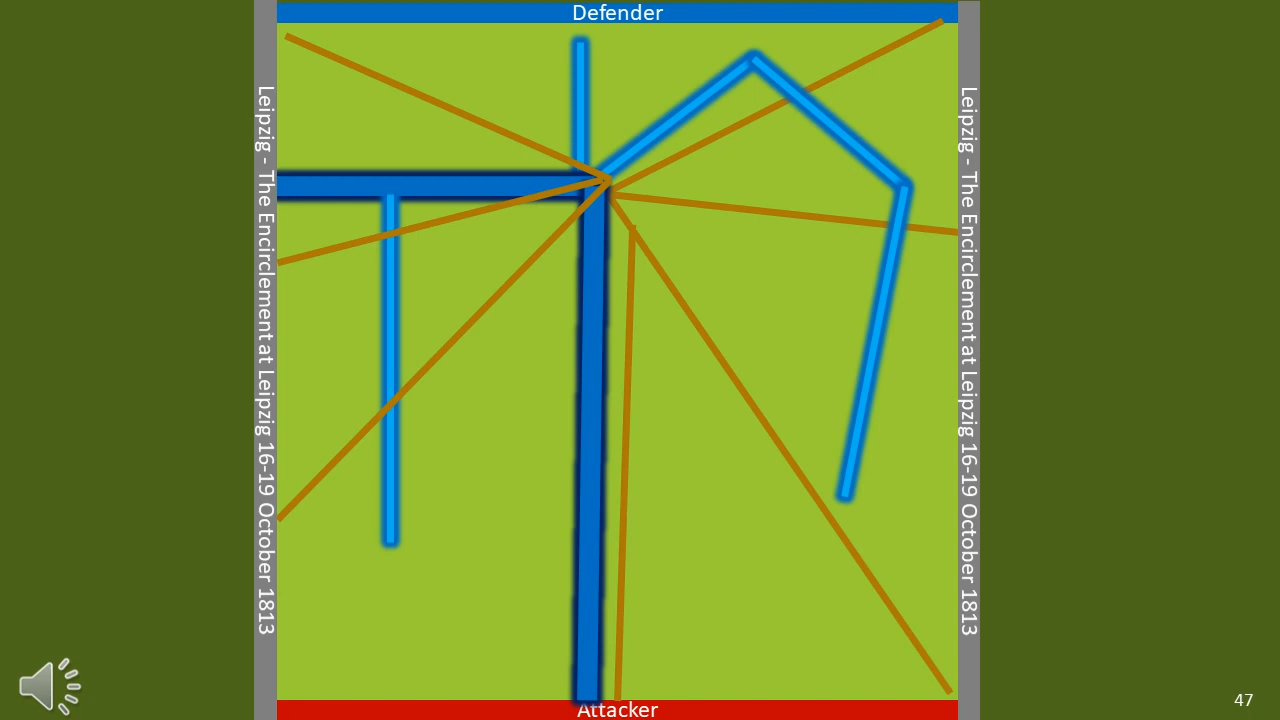 Defender
Leipzig - The Encirclement at Leipzig 16-19 October 1813
Leipzig - The Encirclement at Leipzig 16-19 October 1813
Attacker
47